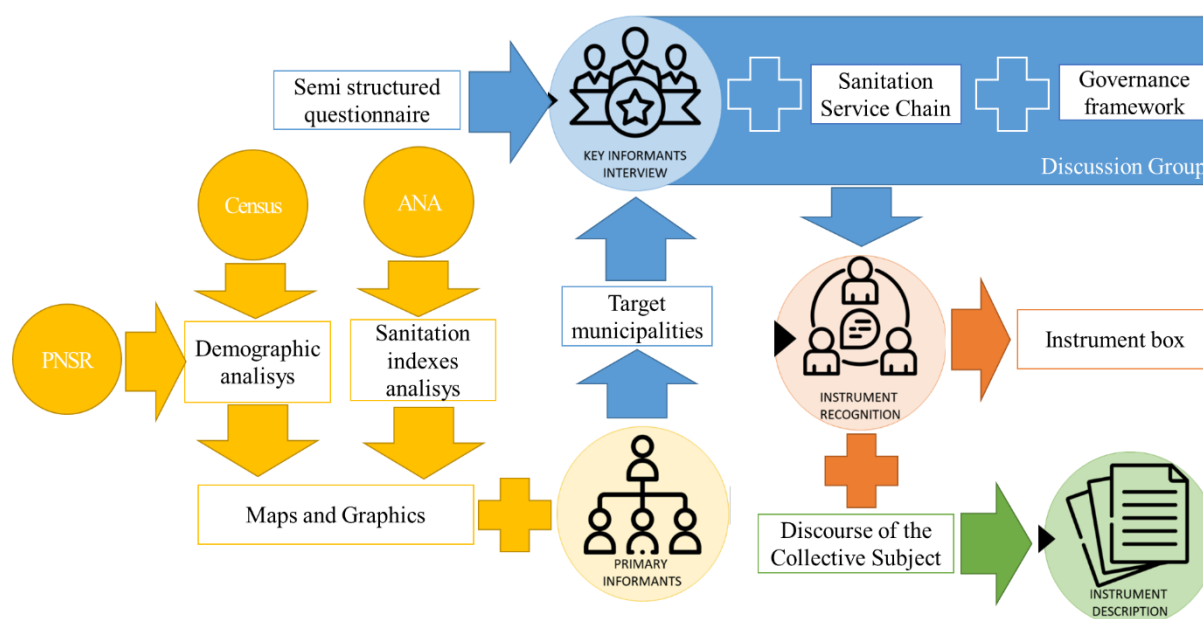 Semi structured
questionnaire
KEY INFORMANTS
INTERVIEW
Sanitation
Service Chain
Governance
framework
Discussion Group
Census
ANA
PNSR
Demographic
analisys
Sanitation
indexes
analisys
Target
municipalities
INSTRUMENT
RECOGNITION
Instrument box
Maps and Graphics
PRIMARY
INFORMANTS
Discourse of the
Collective Subject
INSTRUMENT
DESCRIPTION